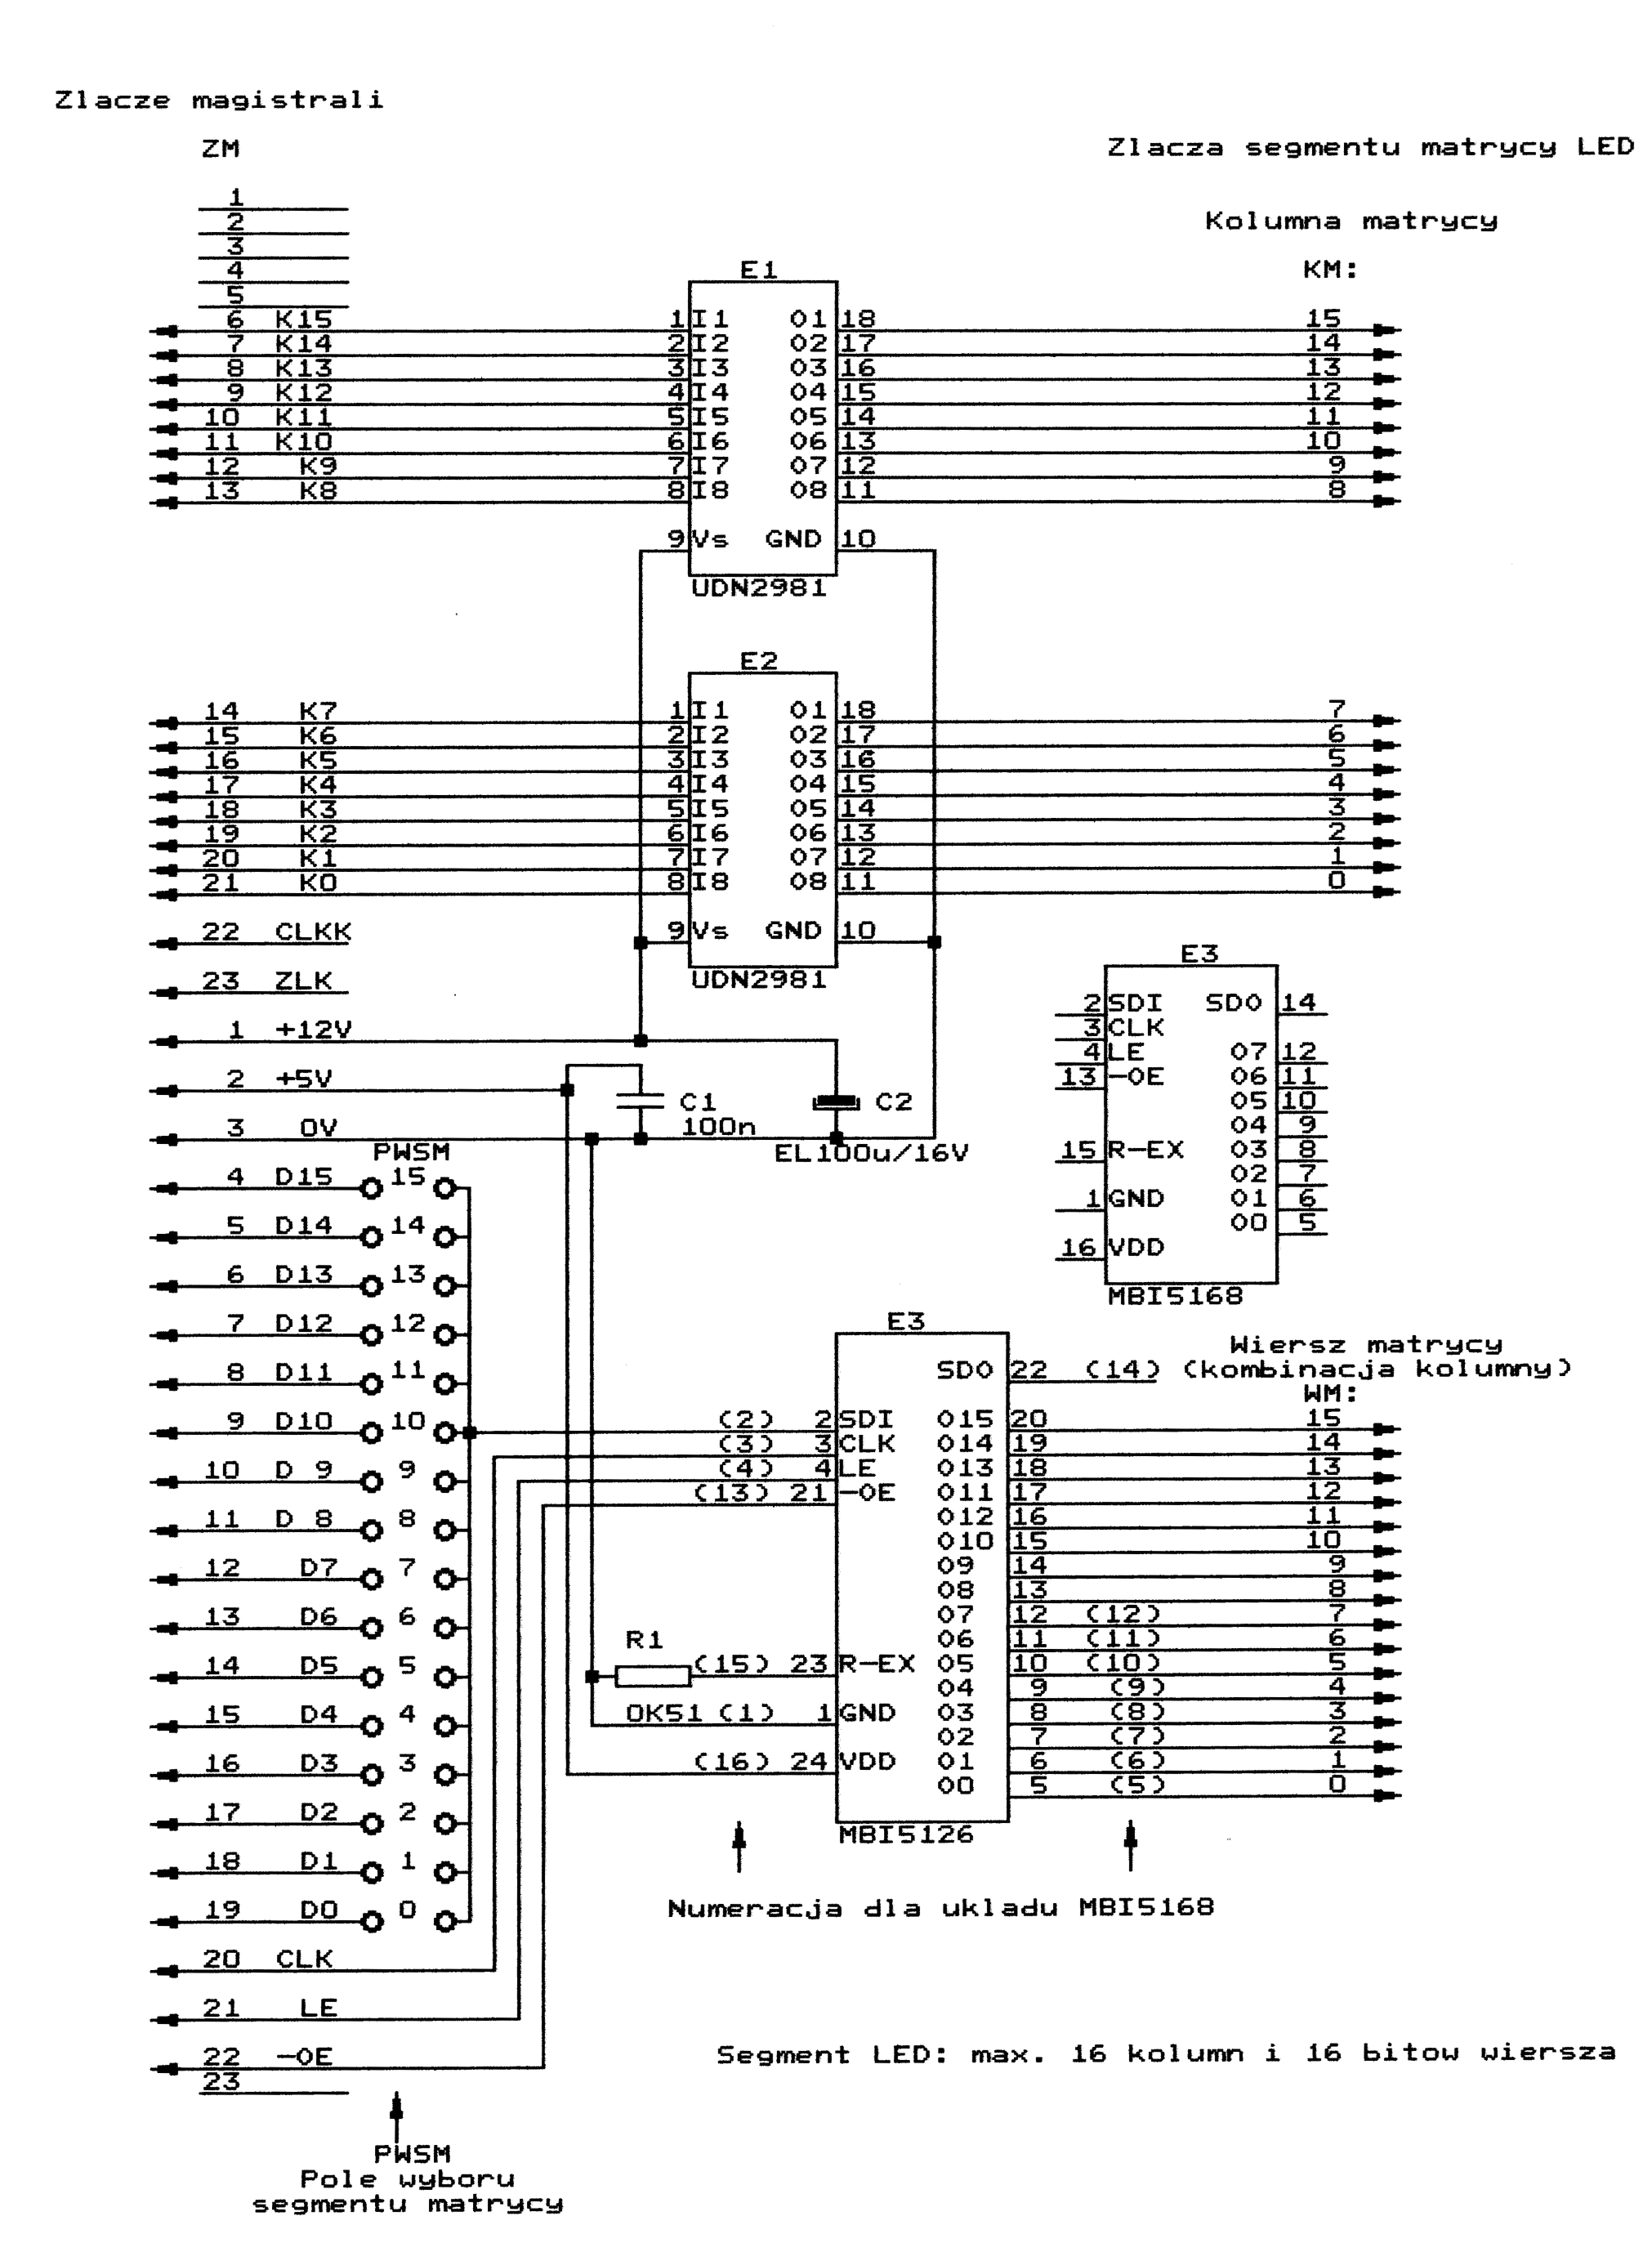 Zlacze magistrali
ZM
Zlacza segmentu matrycy LED
Kolumna matrycy
KM:
1
2
3
4
5
E1
6 K15 1 I1 O1 18 15
7 K14 2 I2 O2 17 14
8 K13 3 I3 O3 16 13
9 K12 4 I4 O4 15 12
10 K11 5 I5 O5 14 11
11 K10 6 I6 O6 13 10
12 K9 7 I7 O7 12 9
13 K8 8 I8 O8 11 8
9 Vs GND 10
UDN2981
E2
14 K7 1 I1 O1 18 7
15 K6 2 I2 O2 17 6
16 K5 3 I3 O3 16 5
17 K4 4 I4 O4 15 4
18 K3 5 I5 O5 14 3
19 K2 6 I6 O6 13 2
20 K1 7 I7 O7 12 1
21 K0 8 I8 O8 11 0
22 CLKK 9 Vs GND 10
UDN2981
23 ZLK
1 +12V
2 +5V
C1
100n
C2
EL100u/16V
3 0V
E3
2 SDI SDO 14
3 CLK
4 LE O7 12
13 -OE O6 11
O5 10
O4 9
15 R-EX O3 8
O2 7
1 GND O1 6
O0 5
16 VDD
MBI5168
PWSM
4 D15 15
5 D14 14
6 D13 13
7 D12 12
8 D11 11
9 D10 10
10 D 9 9
11 D 8 8
12 D7 7
13 D6 6
14 D5 5
15 D4 4
16 D3 3
17 D2 2
18 D1 1
19 D0 0
20 CLK
21 LE
22 -OE
23
E3
Wiersz matrycy
SDO 22 (14) (kombinacja kolumny)
WM:
(2) 2 SDI O15 20 15
(3) 3 CLK O14 19 14
(4) 4 LE O13 18 13
(13) 21 -OE O11 17 12
O12 16 11
O10 15 10
O9 14 9
O8 13 8
O7 12 (12) 7
R1 O6 11 (11) 6
(15) 23 R-EX O5 10 (10) 5
O4 9 (9) 4
0K51 (1) 1 GND O3 8 (8) 3
O2 7 (7) 2
(16) 24 VDD O1 6 (6) 1
O0 5 (5) 0
MBI5126
Numeracja dla ukladu MBI5168
Segment LED: max. 16 kolumn i 16 bitow wiersza
PWSM
Pole wyboru
segmentu matrycy